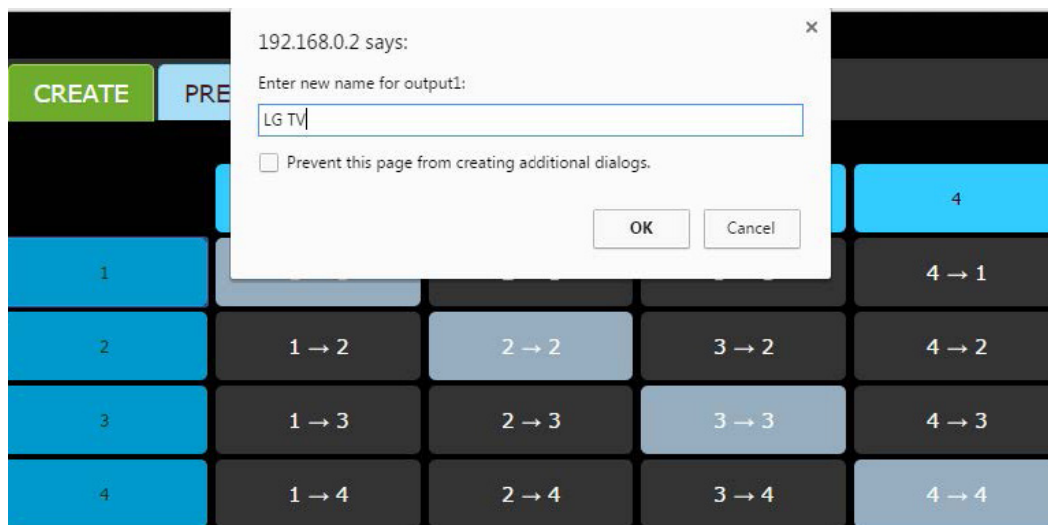 192.168.0.2 says:
Enter new name for output1:
LG TV
Prevent this page from creating additional dialogs.
OK Cancel
CREATE PRE
4
1 4 → 1
2 1 → 2 2 → 2 3 → 2 4 → 2
3 1 → 3 2 → 3 3 → 3 4 → 3
4 1 → 4 2 → 4 3 → 4 4 → 4